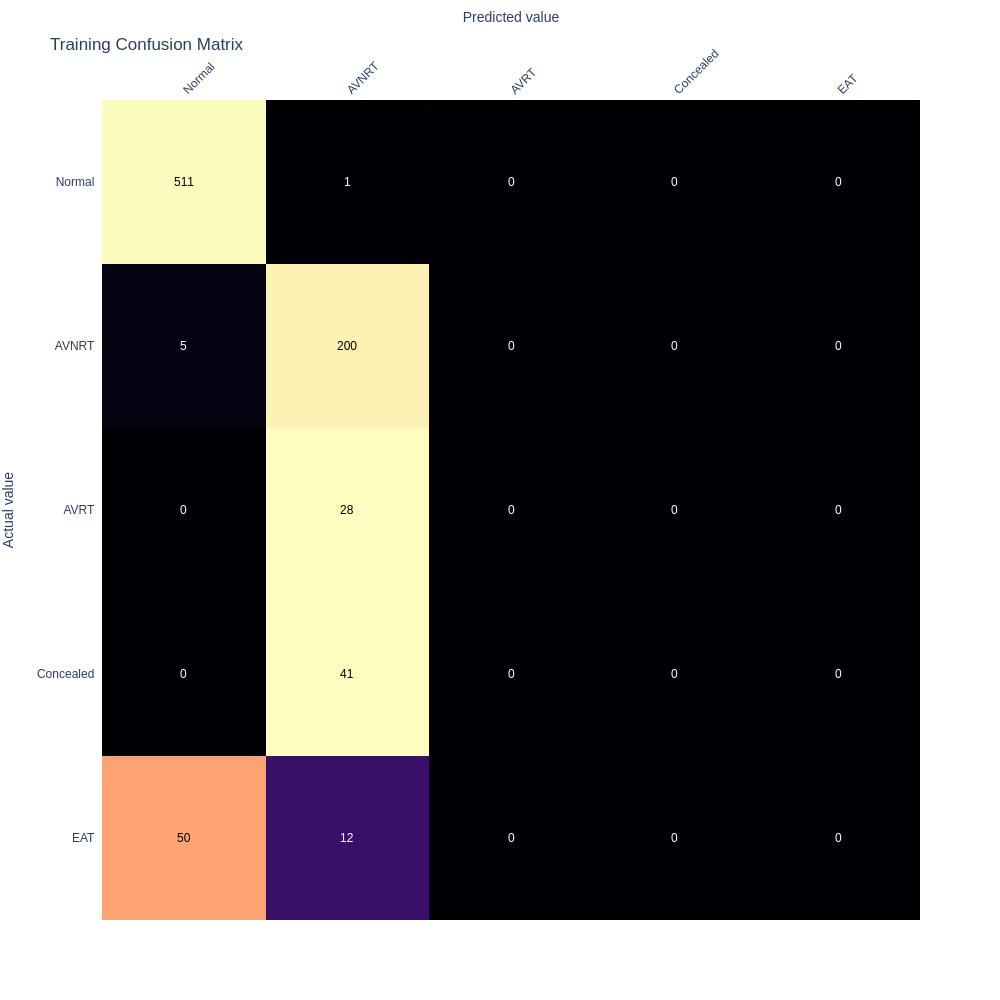 Predicted value
Training Confusion Matrix
Normal AVNRT AVRT Concealed EAT
Normal 511 1 0 0 0
AVNRT 5 200 0 0 0
AVRT 0 28 0 0 0
Actual value
Concealed 0 41 0 0 0
EAT 50 12 0 0 0